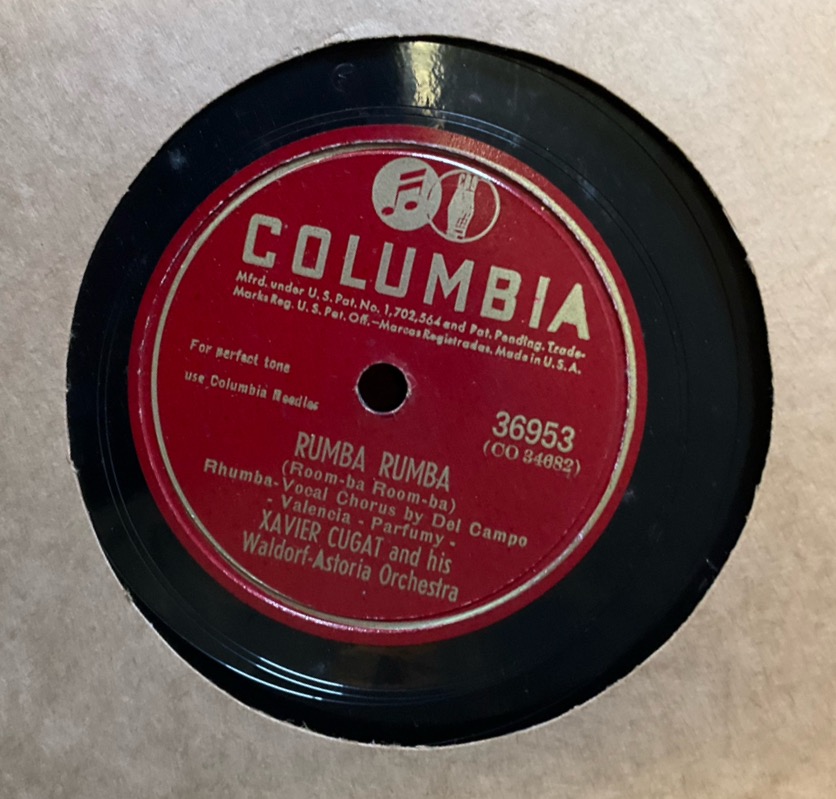 COLUMBIA
Mfrd. under U. S. Pat. No. 1,702,564 and Pat. Pending. Trade-
Marks Reg. U. S. Pat. Off.—Marcas Registradas. Made in U. S. A.
For perfect tone
use Columbia Needles
36953
(CO 34682)
RUMBA RUMBA
(Room-ba Room-ba)
Rhumba-Vocal Chorus by Del Campo
- Valencia - Parfumy -
XAVIER CUGAT and his
Waldorf-Astoria Orchestra